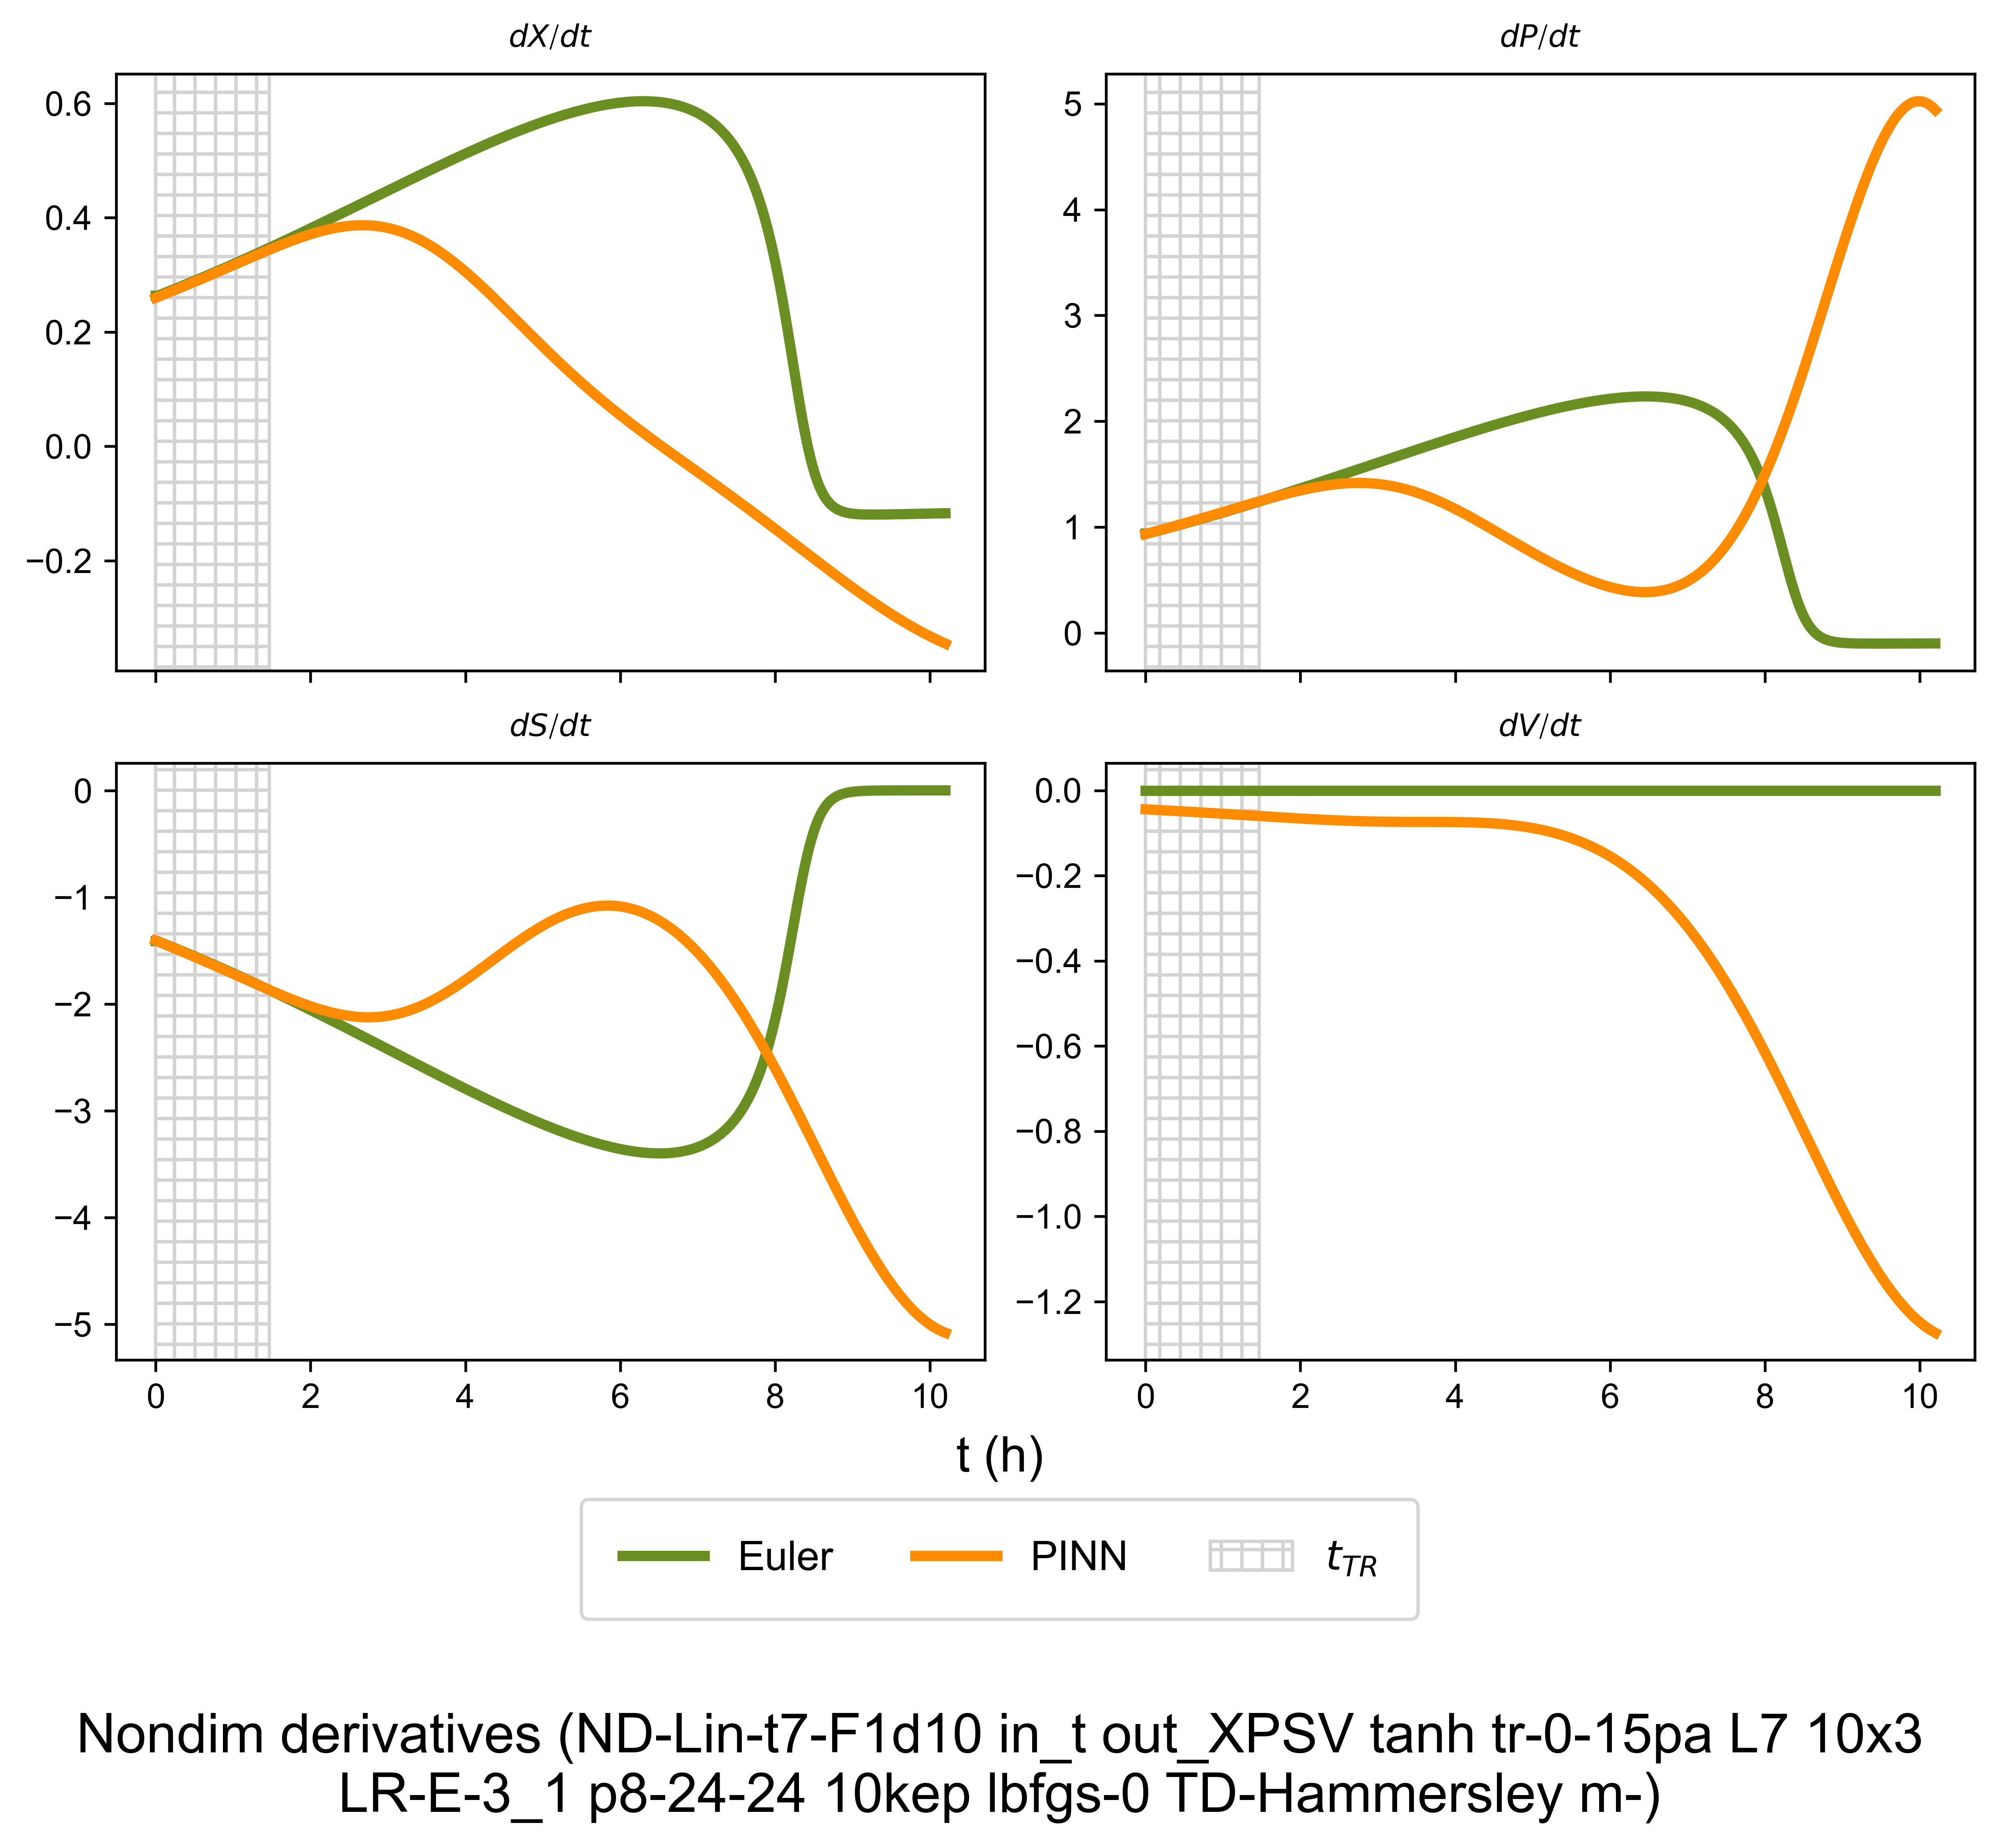 dX/dt
dP/dt
0.6
0.4
0.2
0.0
−0.2
5
4
3
2
1
0
dS/dt
dV/dt
0
−1
−2
−3
−4
−5
0.0
−0.2
−0.4
−0.6
−0.8
−1.0
−1.2
0 2 4 6 8 10
0 2 4 6 8 10
t (h)
Euler PINN t_TR
Nondim derivatives (ND-Lin-t7-F1d10 in_t out_XPSV tanh tr-0-15pa L7 10x3
LR-E-3_1 p8-24-24 10kep lbfgs-0 TD-Hammersley m-)